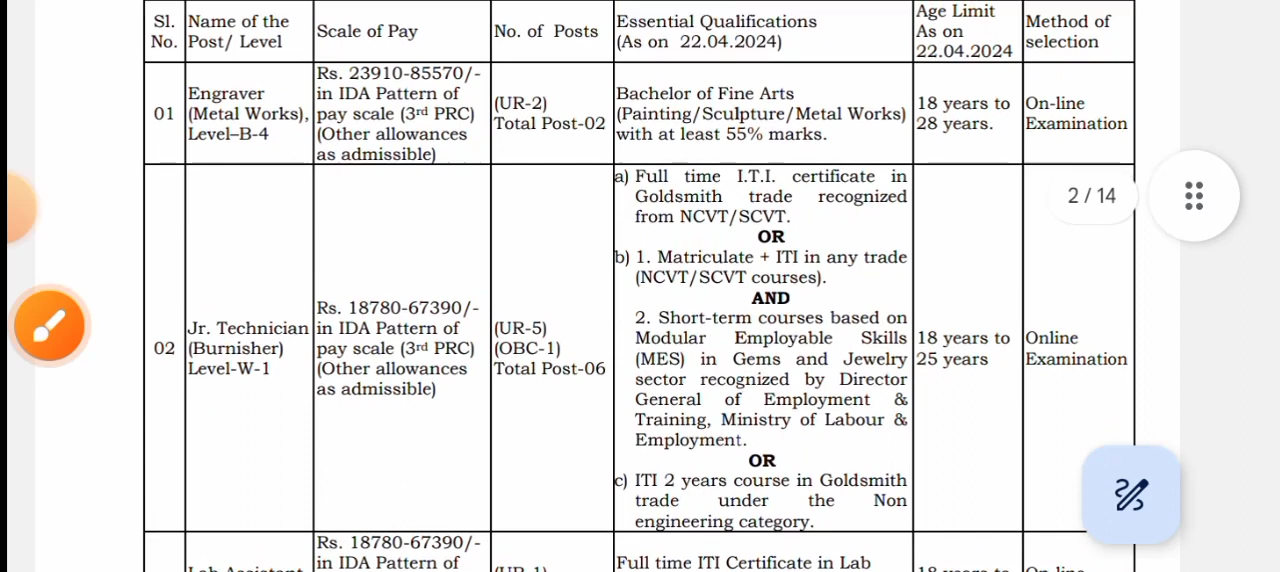 Sl. No.
Name of the Post/ Level
Scale of Pay
No. of Posts
Essential Qualifications
(As on 22.04.2024)
Age Limit
As on
22.04.2024
Method of
selection
01
Engraver
(Metal Works),
Level–B-4
Rs. 23910-85570/-
in IDA Pattern of
pay scale (3rd PRC)
(Other allowances
as admissible)
(UR-2)
Total Post-02
Bachelor of Fine Arts
(Painting/Sculpture/Metal Works)
with at least 55% marks.
18 years to
28 years.
On-line
Examination
02
Jr. Technician
(Burnisher)
Level-W-1
Rs. 18780-67390/-
in IDA Pattern of
pay scale (3rd PRC)
(Other allowances
as admissible)
(UR-5)
(OBC-1)
Total Post-06
a) Full time I.T.I. certificate in
Goldsmith trade recognized
from NCVT/SCVT.
OR
b) 1. Matriculate + ITI in any trade
(NCVT/SCVT courses).
AND
2. Short-term courses based on
Modular Employable Skills
(MES) in Gems and Jewelry
sector recognized by Director
General of Employment &
Training, Ministry of Labour &
Employment.
OR
c) ITI 2 years course in Goldsmith
trade under the Non
engineering category.
18 years to
25 years
Online
Examination
2 / 14
Lab Assistant
Rs. 18780-67390/-
in IDA Pattern of
(UR-1)
Full time ITI Certificate in Lab
18 years to
On-line